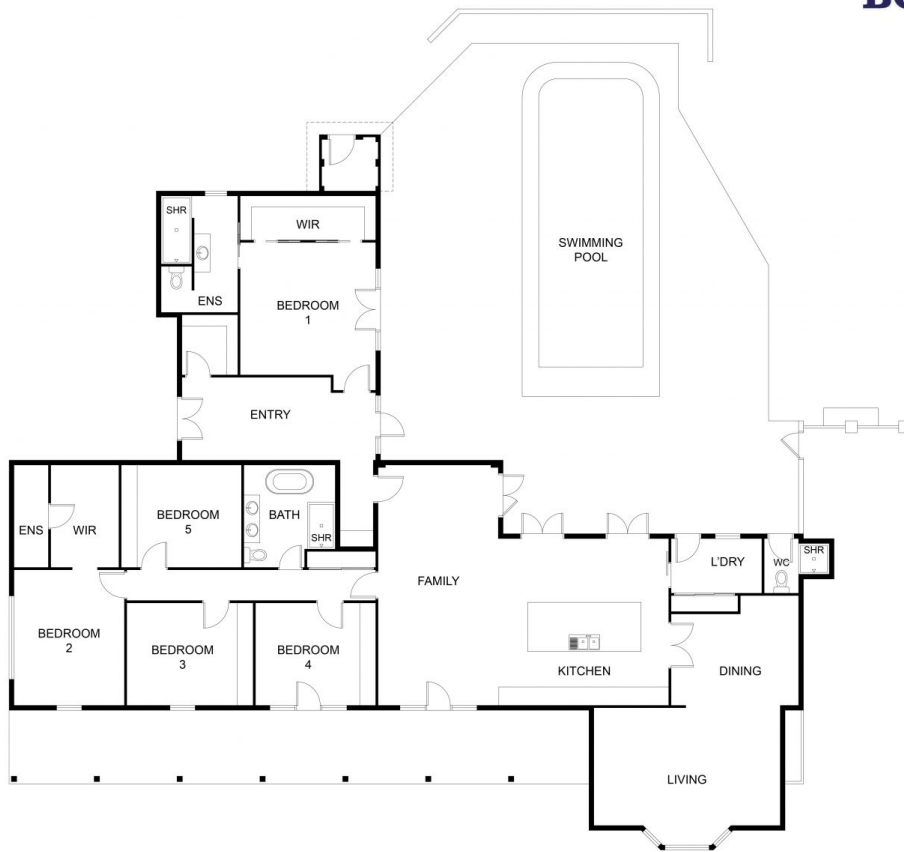 SHR
WIR
SWIMMING
POOL
ENS
BEDROOM
1
ENTRY
ENS
WIR
BEDROOM
5
BATH
SHR
FAMILY
L'DRY
WC
SHR
BEDROOM
2
BEDROOM
3
BEDROOM
4
KITCHEN
DINING
LIVING